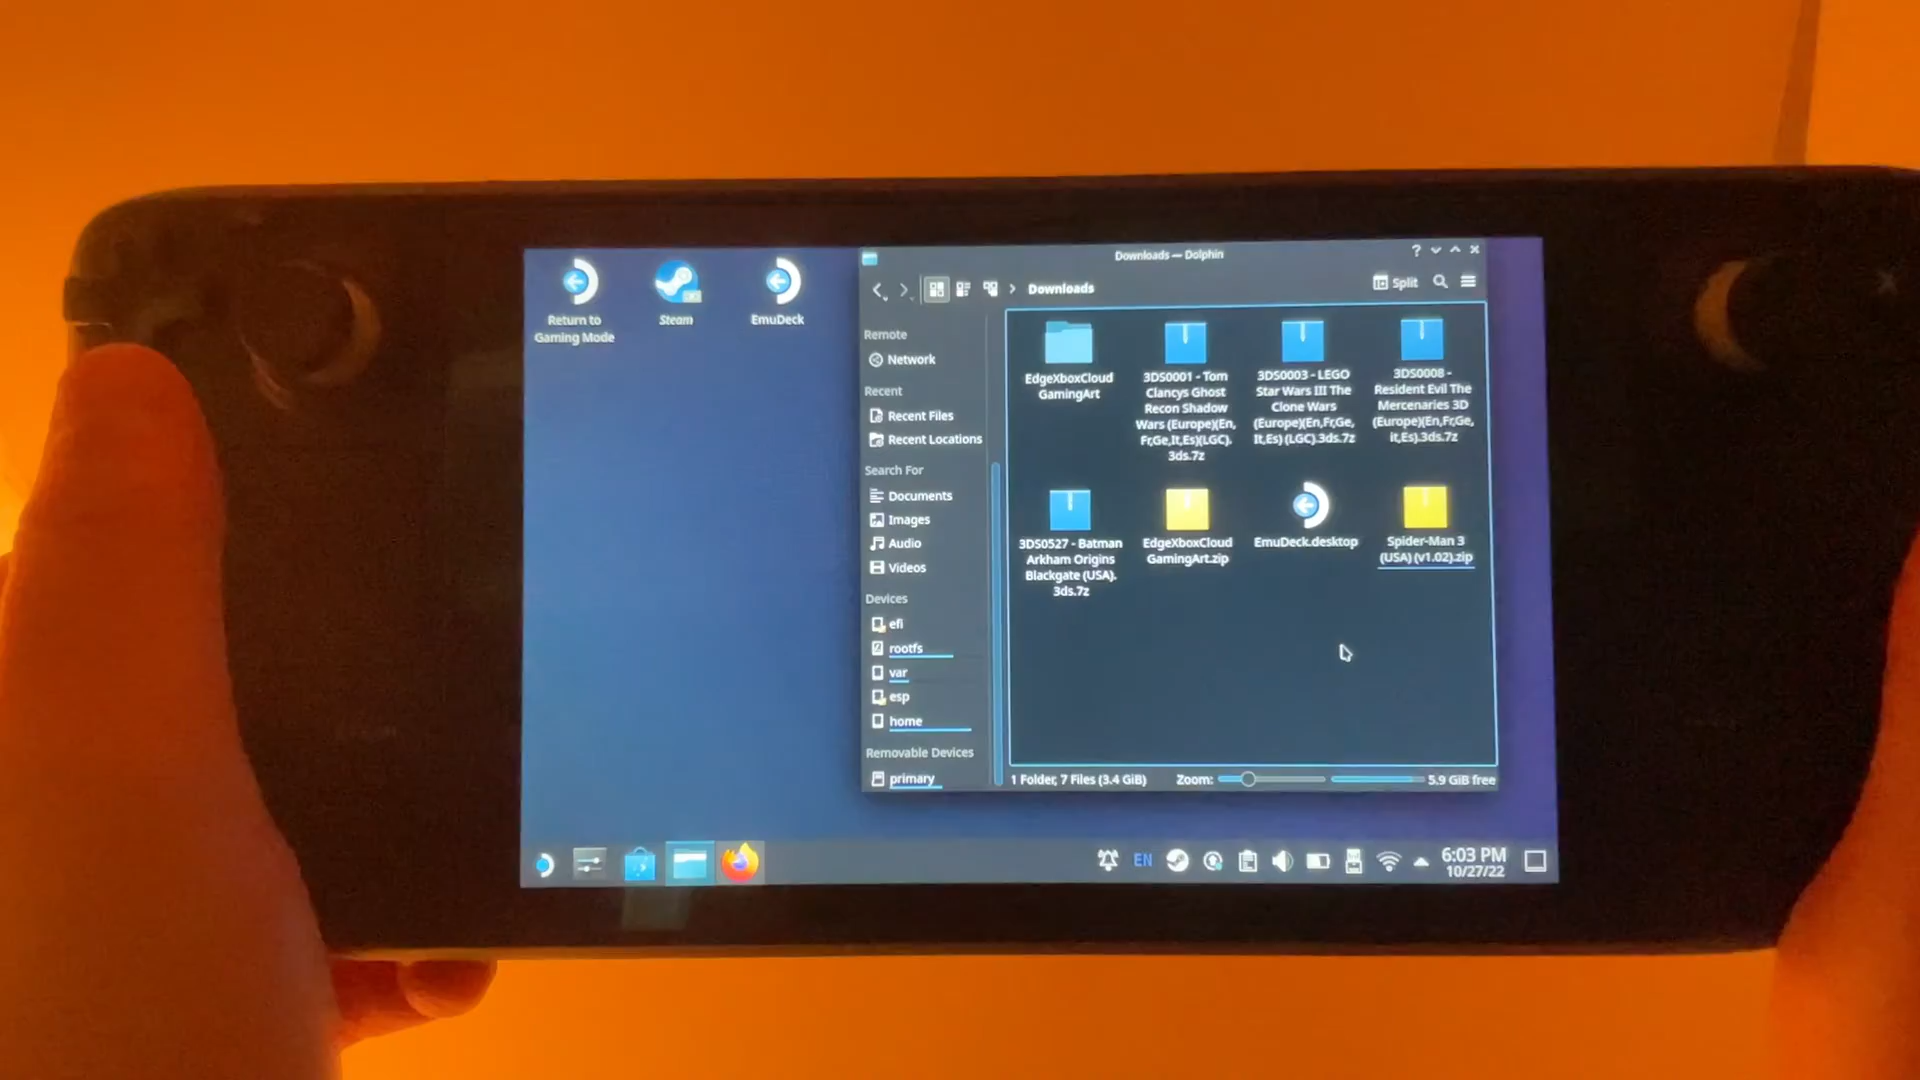 Return to
Gaming Mode
Steam
EmuDeck
Downloads — Dolphin
Downloads
Split
Remote
Network
Recent
Recent Files
Recent Locations
Search For
Documents
Images
Audio
Videos
Devices
efi
rootfs
var
esp
home
Removable Devices
primary
EdgeXboxCloud
GamingArt
3DS0001 - Tom
Clancys Ghost
Recon Shadow
Wars (Europe)(En,
Fr,Ge,It,Es)(LGC).
3ds.7z
3DS0003 - LEGO
Star Wars III The
Clone Wars
(Europe)(En,Fr,Ge,
It,Es) (LGC).3ds.7z
3DS0008 -
Resident Evil The
Mercenaries 3D
(Europe)(En,Fr,Ge,
It,Es).3ds.7z
3DS0527 - Batman
Arkham Origins
Blackgate (USA).
3ds.7z
EdgeXboxCloud
GamingArt.zip
EmuDeck.desktop
Spider-Man 3
(USA) (v1.02).zip
1 Folder, 7 Files (3.4 GiB)
Zoom:
5.9 GiB free
EN
6:03 PM
10/27/22